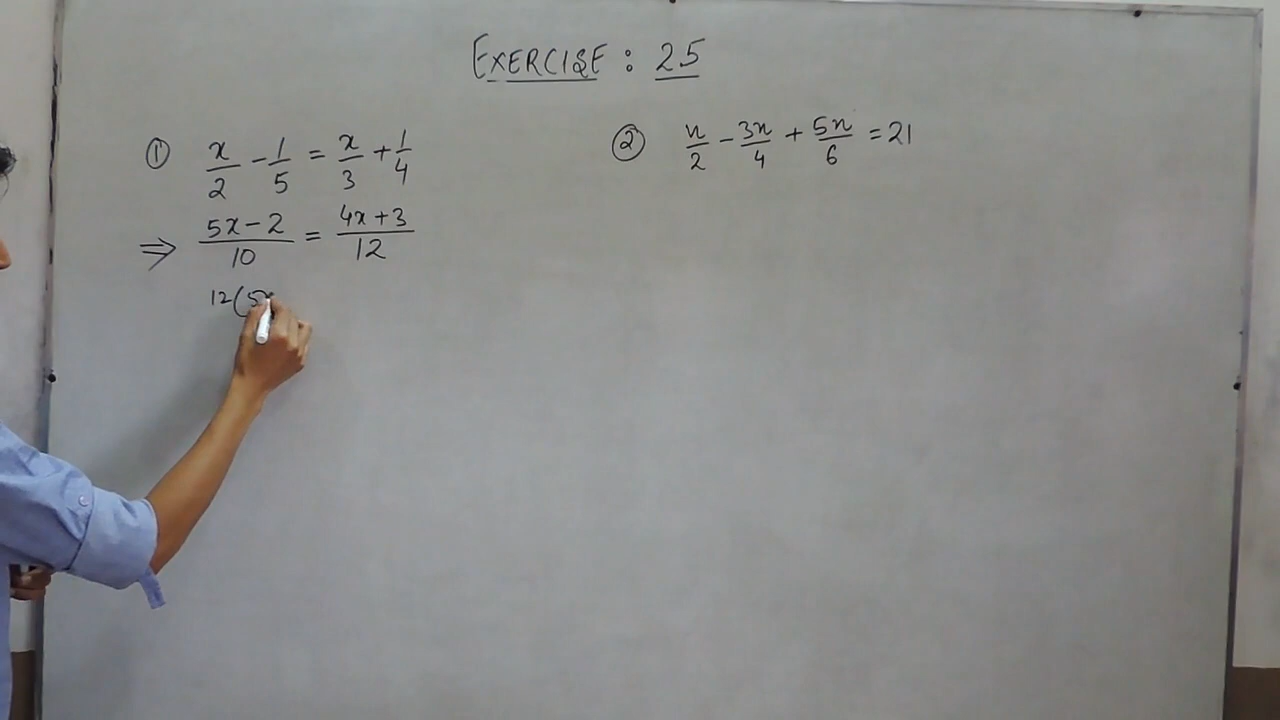 EXERCISE : 25
① x/2 - 1/5 = x/3 + 1/4
⇒ (5x - 2)/10 = (4x + 3)/12
12(5x
② n/2 - 3n/4 + 5n/6 = 21